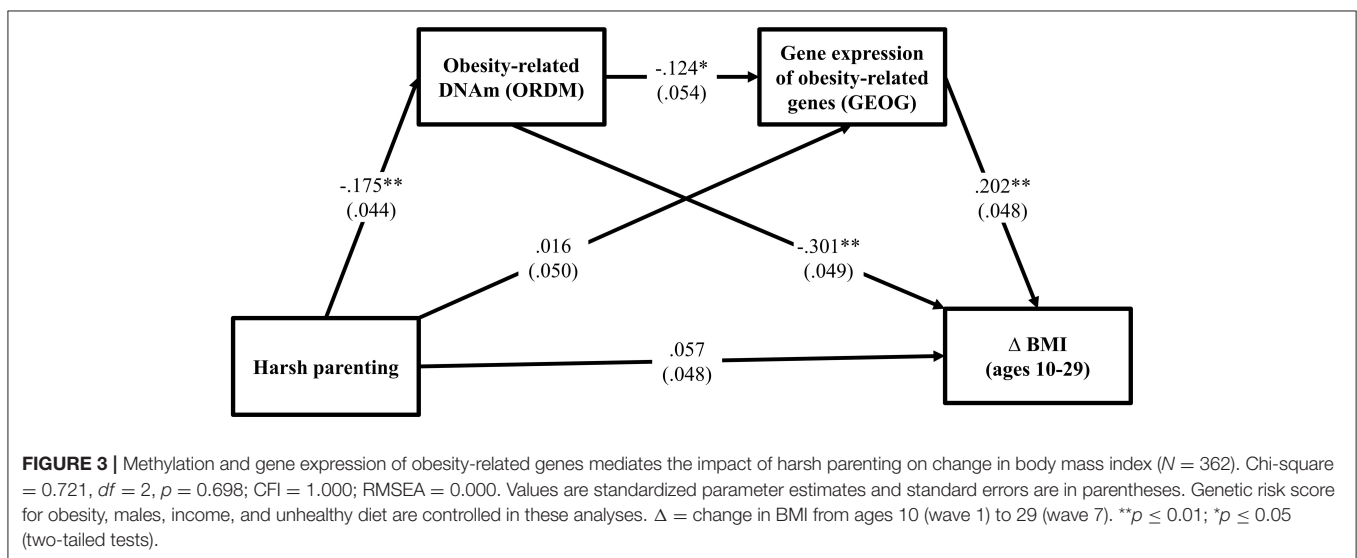 Obesity-related
DNAm (ORDM)
-.124*
(.054)
Gene expression
of obesity-related
genes (GEOG)
-.175**
(.044)
.202**
(.048)
.016
(.050)
-.301**
(.049)
Harsh parenting
.057
(.048)
Δ BMI
(ages 10-29)
FIGURE 3 | Methylation and gene expression of obesity-related genes mediates the impact of harsh parenting on change in body mass index (N = 362). Chi-square
= 0.721, df = 2, p = 0.698; CFI = 1.000; RMSEA = 0.000. Values are standardized parameter estimates and standard errors are in parentheses. Genetic risk score
for obesity, males, income, and unhealthy diet are controlled in these analyses. Δ = change in BMI from ages 10 (wave 1) to 29 (wave 7). **p ≤ 0.01; *p ≤ 0.05
(two-tailed tests).